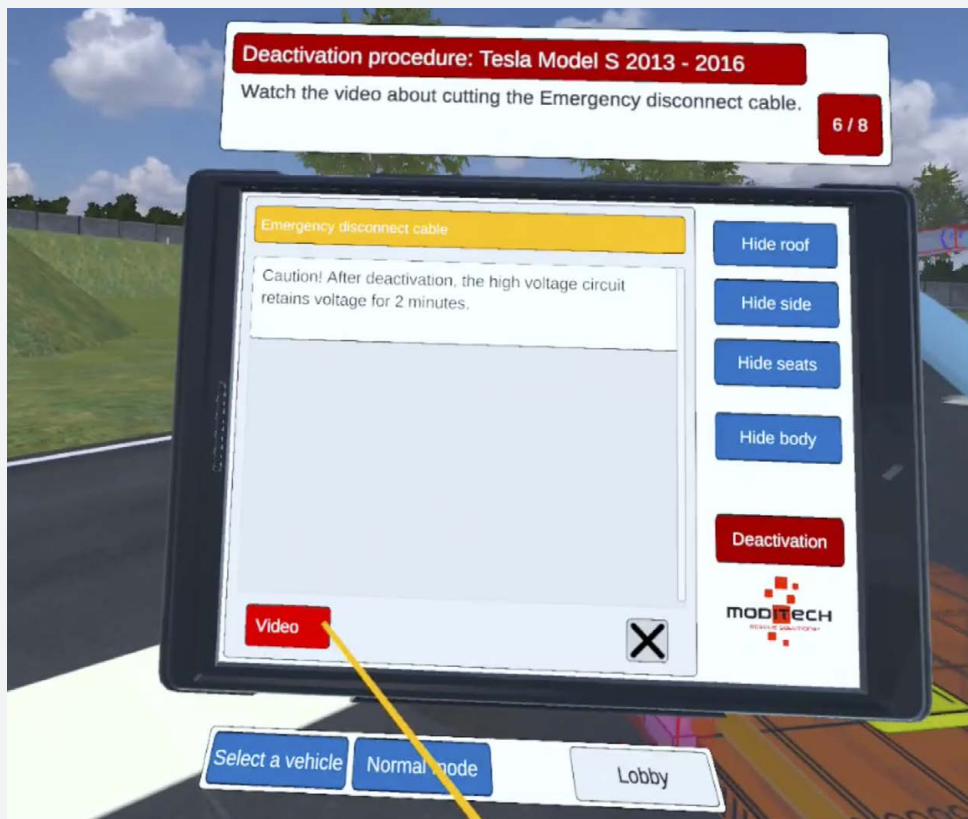 Deactivation procedure: Tesla Model S 2013 - 2016
Watch the video about cutting the Emergency disconnect cable.
6 / 8
Emergency disconnect cable
Caution! After deactivation, the high voltage circuit
retains voltage for 2 minutes.
Hide roof
Hide side
Hide seats
Hide body
Deactivation
MODITECH
Video
X
Select a vehicle
Normal mode
Lobby